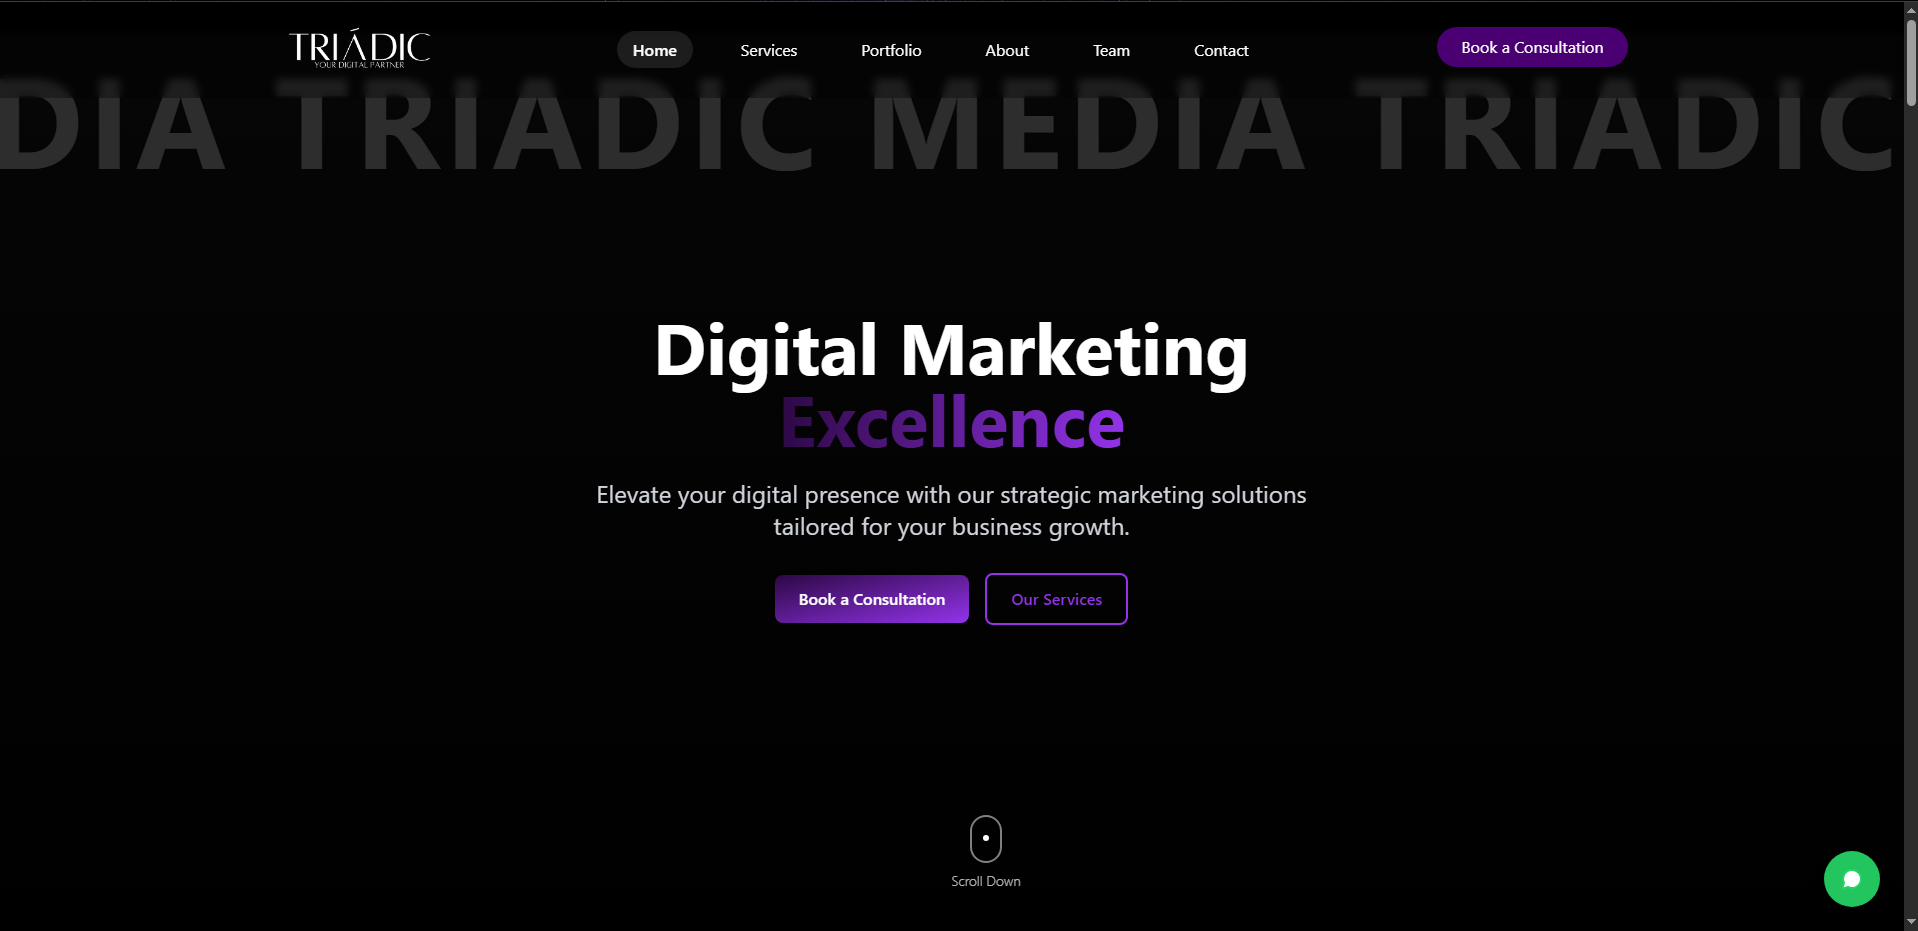 TRIÁDIC
YOUR DIGITAL PARTNER
Home
Services
Portfolio
About
Team
Contact
Book a Consultation
DIA TRIADIC MEDIA TRIADIC
Digital Marketing
Excellence
Elevate your digital presence with our strategic marketing solutions
tailored for your business growth.
Book a Consultation
Our Services
Scroll Down